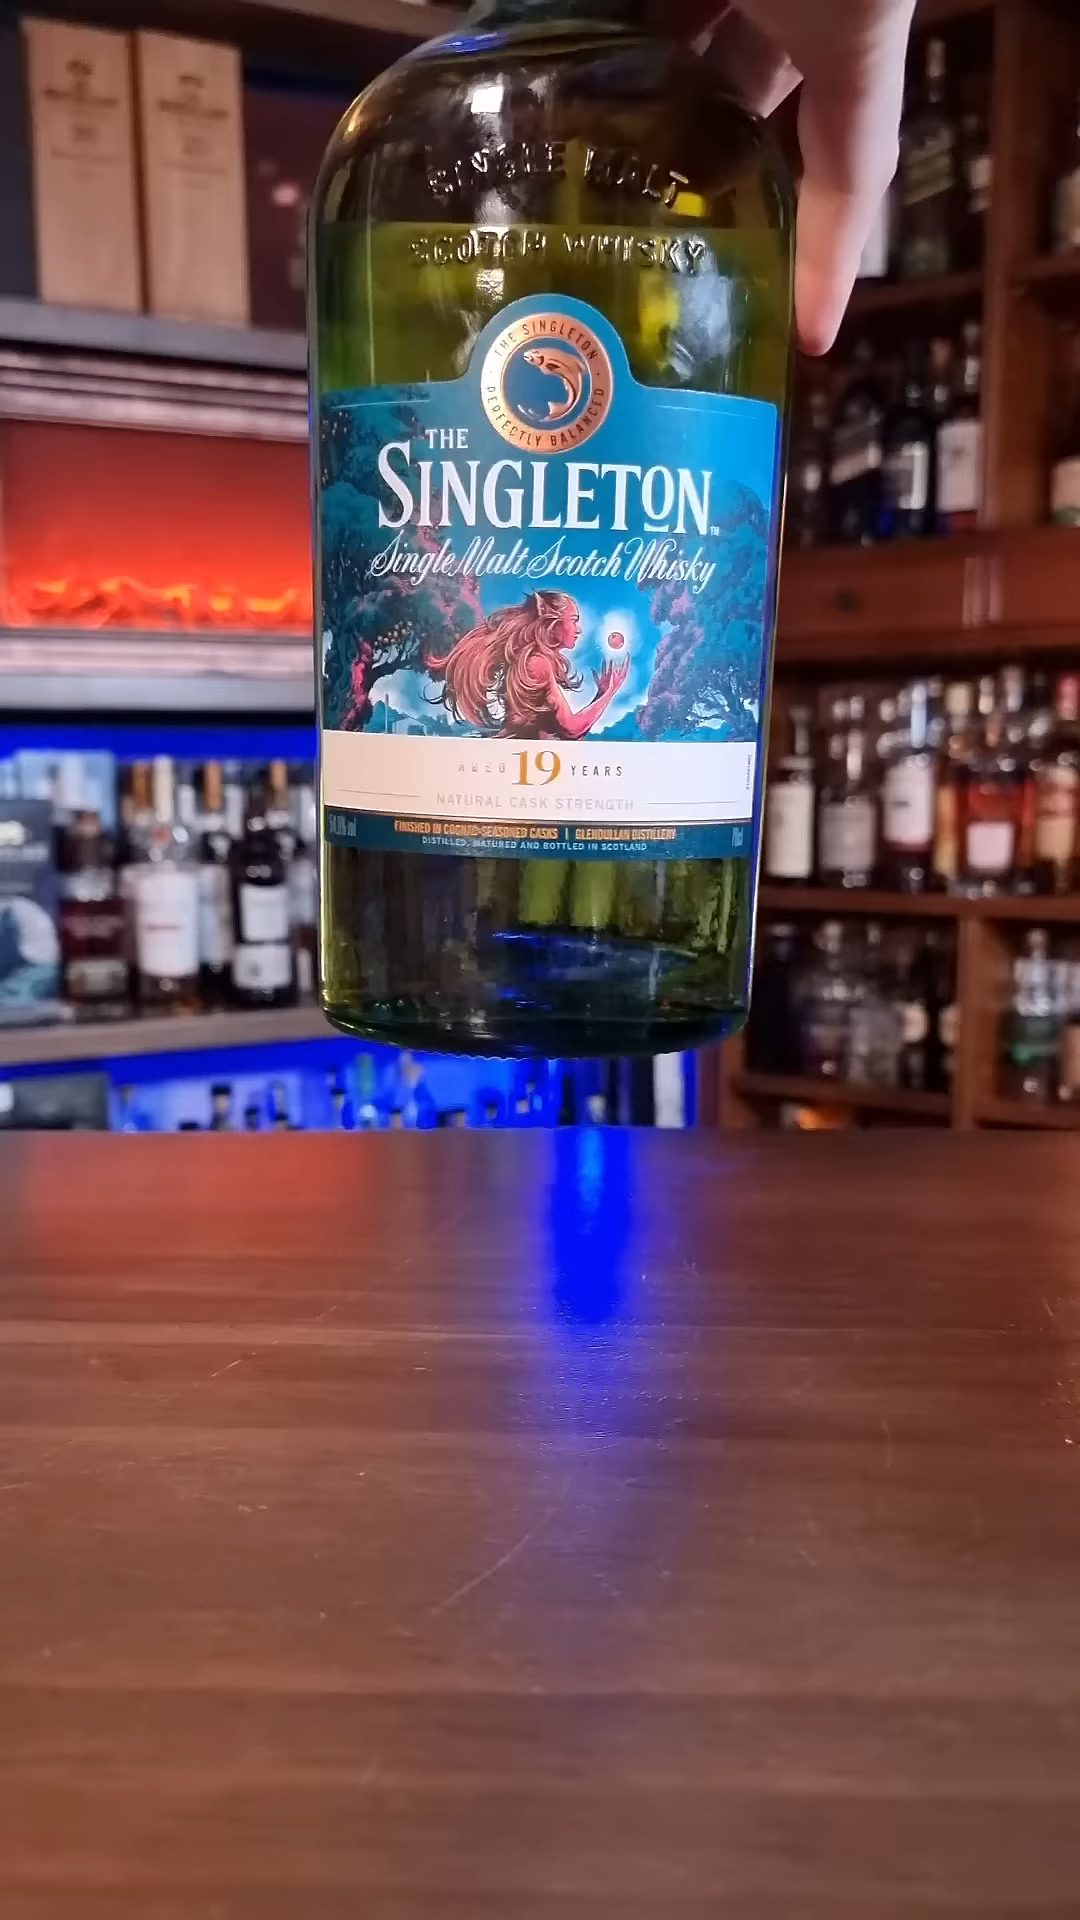 SINGLE MALT
SCOTCH WHISKY
THE SINGLETON
PERFECTLY BALANCED
THE
SINGLETON
Single Malt Scotch Whisky
AGED 19 YEARS
NATURAL CASK STRENGTH
FINISHED IN COGNAC-SEASONED CASKS | GLENDULLAN DISTILLERY
DISTILLED, MATURED AND BOTTLED IN SCOTLAND
70cl